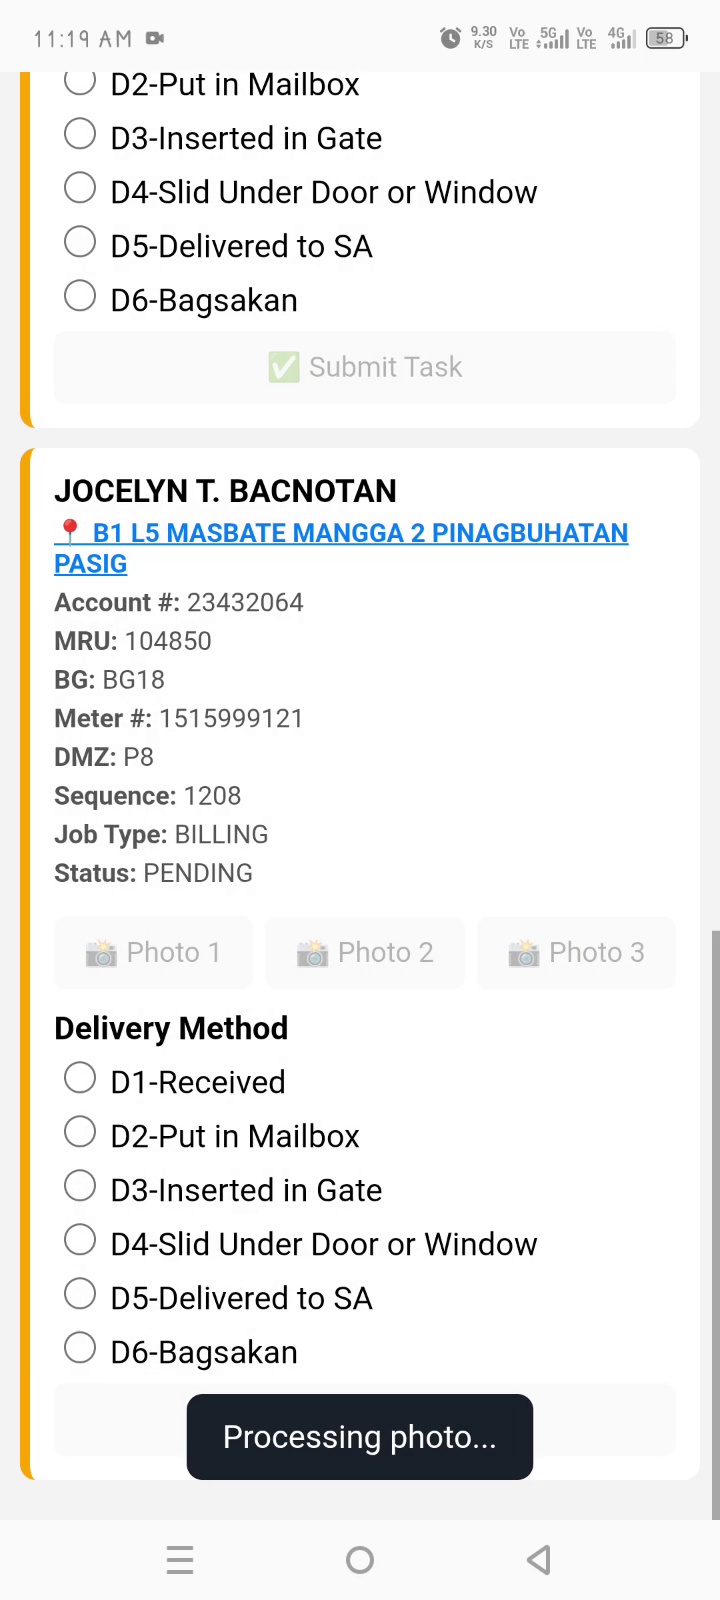 11:19 AM
9.30 K/S Vo LTE 5G Vo LTE 4G 58
D2-Put in Mailbox
D3-Inserted in Gate
D4-Slid Under Door or Window
D5-Delivered to SA
D6-Bagsakan
✅ Submit Task
JOCELYN T. BACNOTAN
📍 B1 L5 MASBATE MANGGA 2 PINAGBUHATAN
PASIG
Account #: 23432064
MRU: 104850
BG: BG18
Meter #: 1515999121
DMZ: P8
Sequence: 1208
Job Type: BILLING
Status: PENDING
📸 Photo 1 📸 Photo 2 📸 Photo 3
Delivery Method
D1-Received
D2-Put in Mailbox
D3-Inserted in Gate
D4-Slid Under Door or Window
D5-Delivered to SA
D6-Bagsakan
Processing photo...